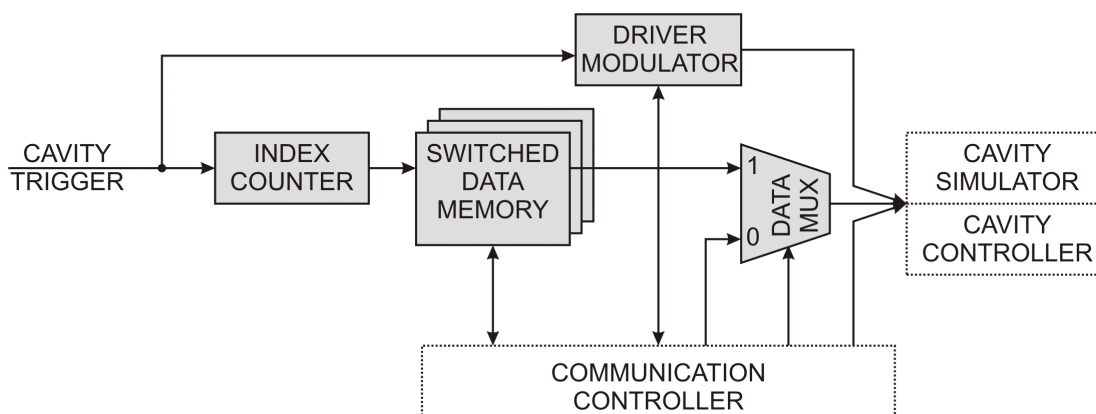 DRIVER
MODULATOR
CAVITY
TRIGGER
INDEX
COUNTER
SWITCHED
DATA
MEMORY
1
0
DATA
MUX
CAVITY
SIMULATOR
CAVITY
CONTROLLER
COMMUNICATION
CONTROLLER